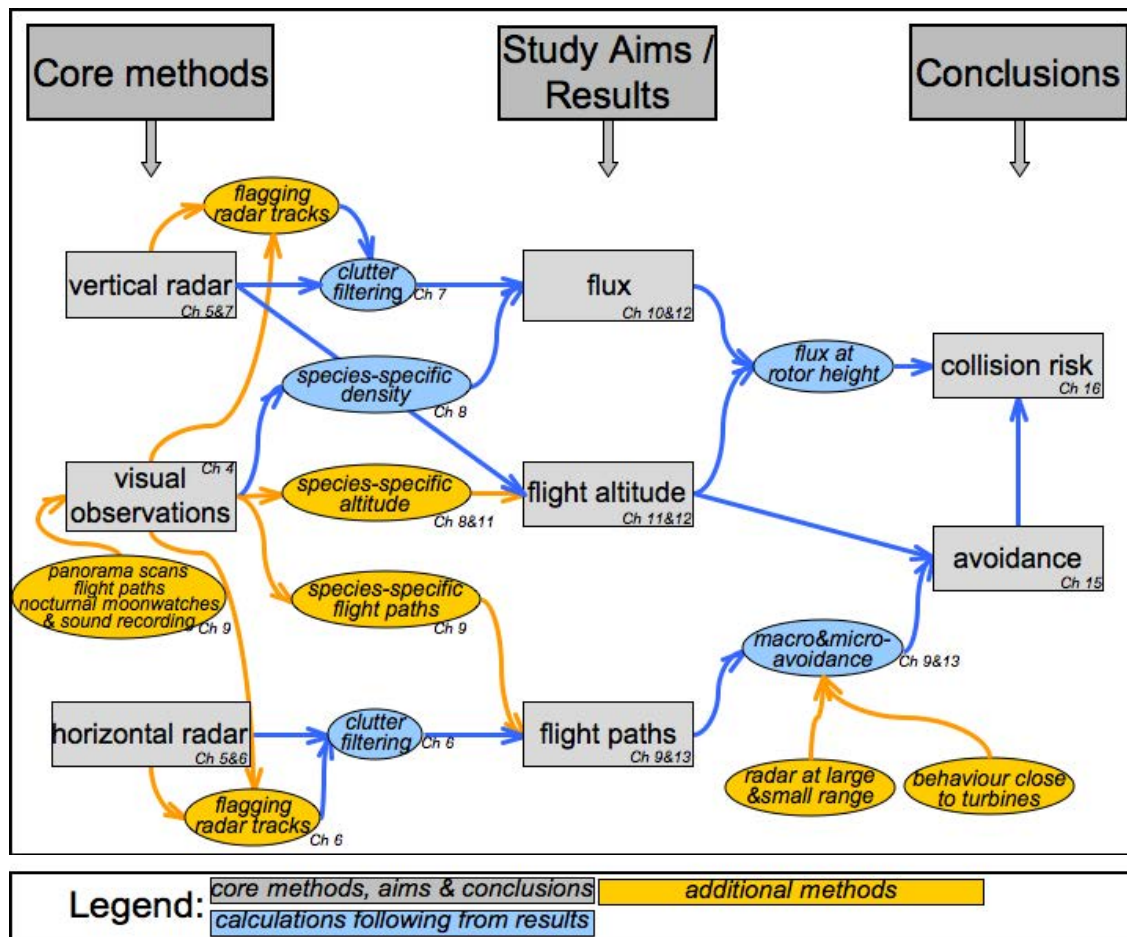 Core methods
Study Aims /
Results
Conclusions
flagging
radar tracks
vertical radar
Ch 5&7
clutter
filtering
Ch 7
flux
Ch 10&12
species-specific
density
Ch 8
flux at
rotor height
collision risk
Ch 16
Ch 4
visual
observations
species-specific
altitude
Ch 8&11
flight altitude
Ch 11&12
avoidance
Ch 15
panorama scans
flight paths
nocturnal moonwatches
& sound recording
Ch 9
species-specific
flight paths
Ch 9
macro&micro-
avoidance
Ch 9&13
horizontal radar
Ch 5&6
clutter
filtering
Ch 6
flight paths
Ch 9&13
radar at large
&small range
behaviour close
to turbines
flagging
radar tracks
Ch 6
Legend:
core methods, aims & conclusions
additional methods
calculations following from results